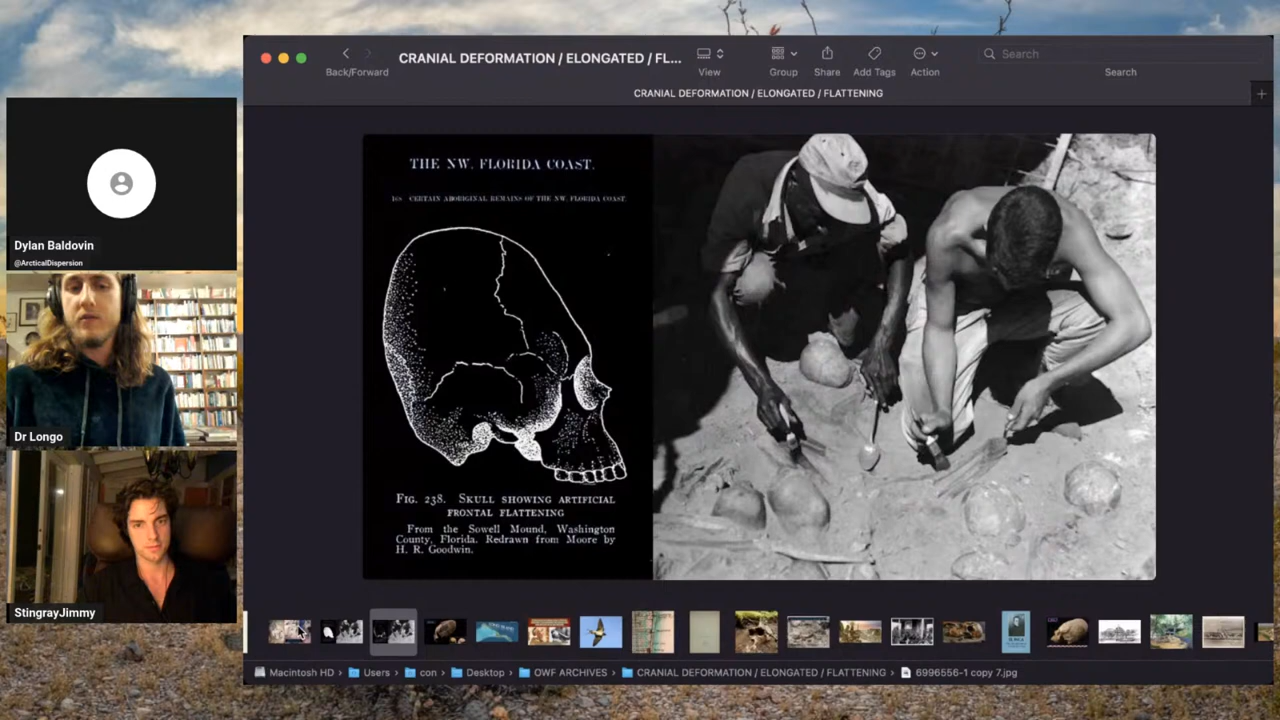 Dylan Baldovin
@ArcticalDispersion
Dr Longo
StingrayJimmy
Back/Forward
CRANIAL DEFORMATION / ELONGATED / FL...
View
Group
Share
Add Tags
Action
Search
Search
CRANIAL DEFORMATION / ELONGATED / FLATTENING
THE NW. FLORIDA COAST.
CERTAIN ABORIGINAL REMAINS OF THE NW. FLORIDA COAST.
FIG. 238. SKULL SHOWING ARTIFICIAL
FRONTAL FLATTENING
From the Sowell Mound, Washington
County, Florida. Redrawn from Moore by
H. R. Goodwin.
Macintosh HD › Users › con › Desktop › OWF ARCHIVES › CRANIAL DEFORMATION / ELONGATED / FLATTENING › 6996556-1 copy 7.jpg